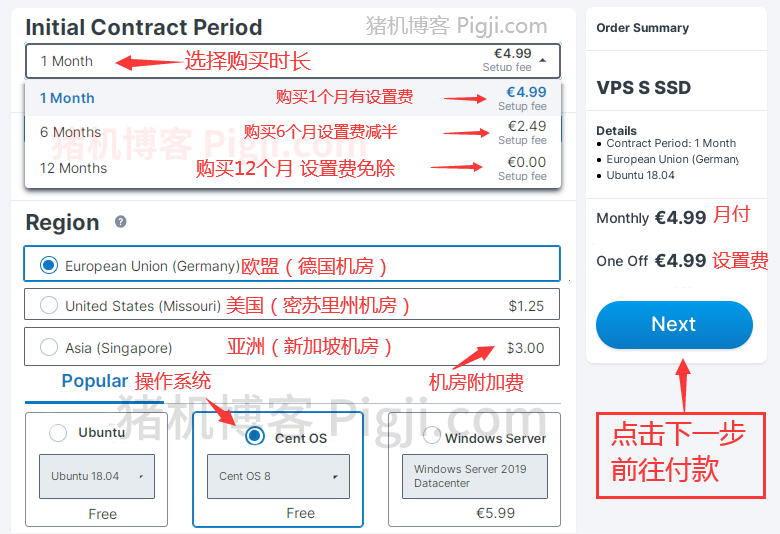 Initial Contract Period
猪机博客 Pigji.com
1 Month
选择购买时长
€4.99
Setup fee
1 Month
购买1个月有设置费
€4.99
Setup fee
6 Months
购买6个月设置费减半
€2.49
Setup fee
猪机博客 Pigji.com
12 Months
购买12个月 设置费免除
€0.00
Setup fee
Region ?
European Union (Germany) 欧盟（德国机房）
United States (Missouri) 美国（密苏里州机房）
$1.25
Asia (Singapore) 亚洲（新加坡机房）
$3.00
Popular 操作系统
机房附加费
猪机博客 Pigji.com
Ubuntu
Ubuntu 18.04
Free
Cent OS
Cent OS 8
Free
Windows Server
Windows Server 2019
Datacenter
€5.99
Order Summary
VPS S SSD
Details
Contract Period: 1 Month
European Union (Germany
Ubuntu 18.04
Monthly €4.99 月付
One Off €4.99 设置费
Next
点击下一步
前往付款